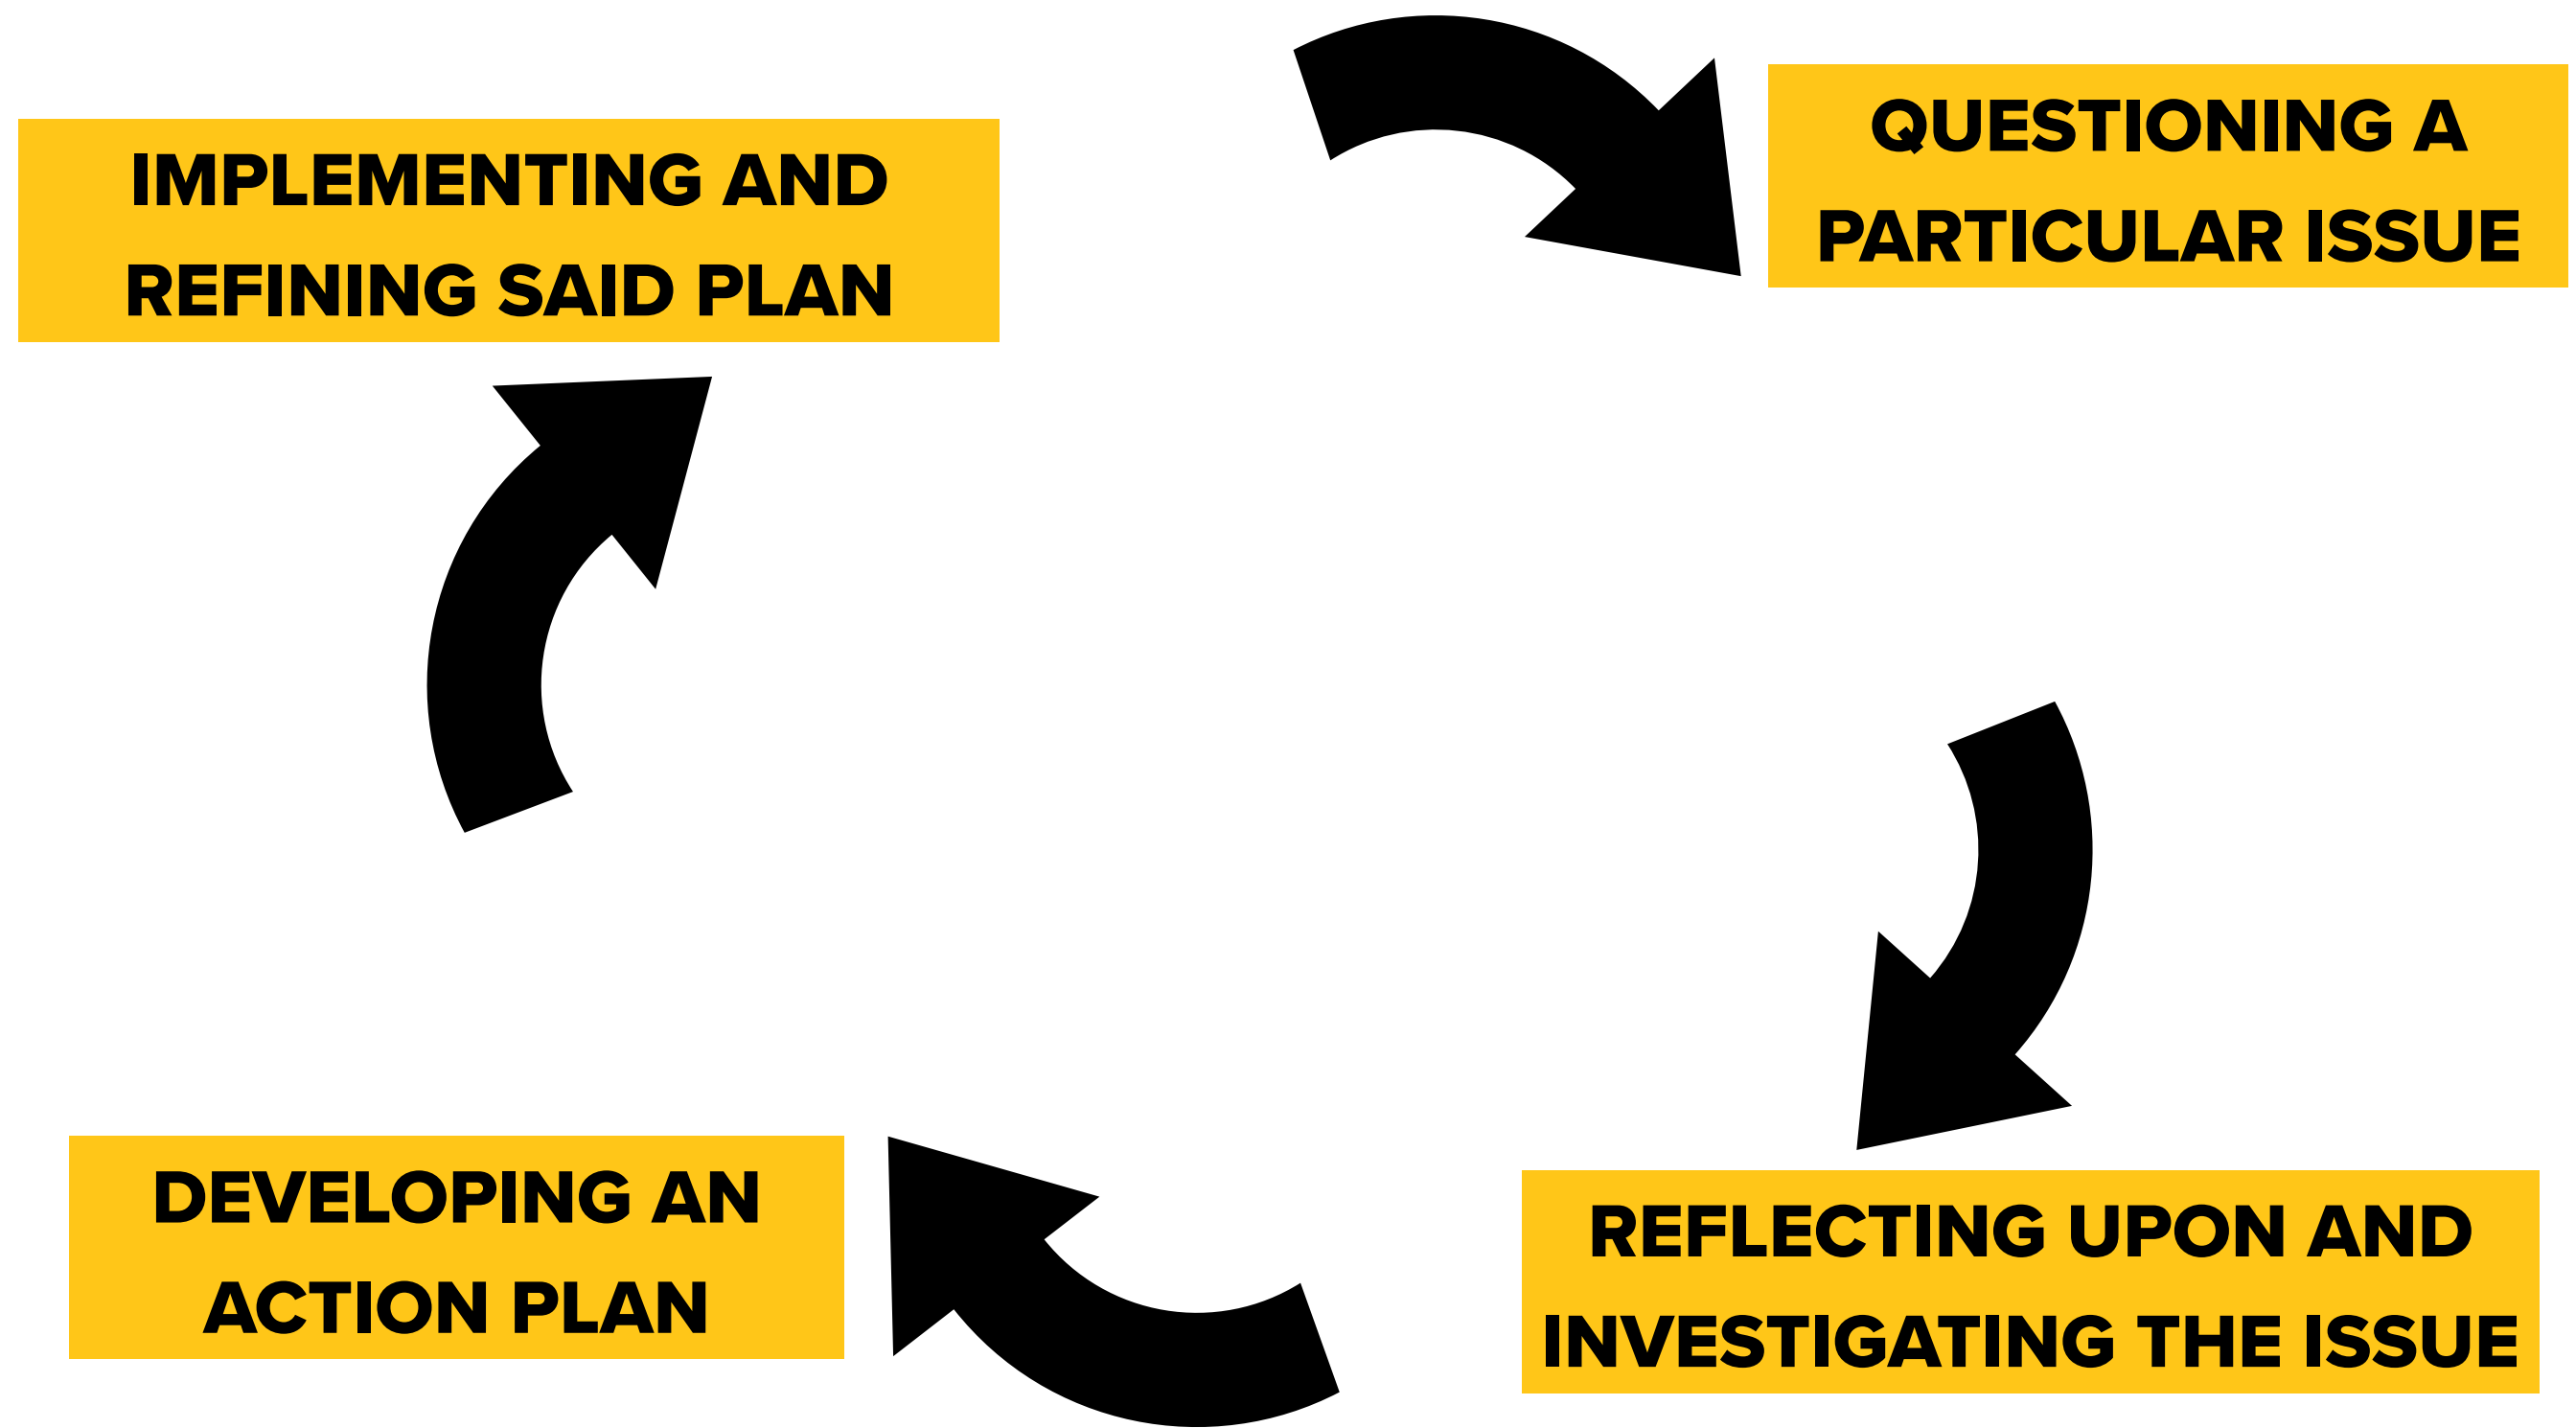 IMPLEMENTING AND
REFINING SAID PLAN
QUESTIONING A
PARTICULAR ISSUE
DEVELOPING AN
ACTION PLAN
REFLECTING UPON AND
INVESTIGATING THE ISSUE